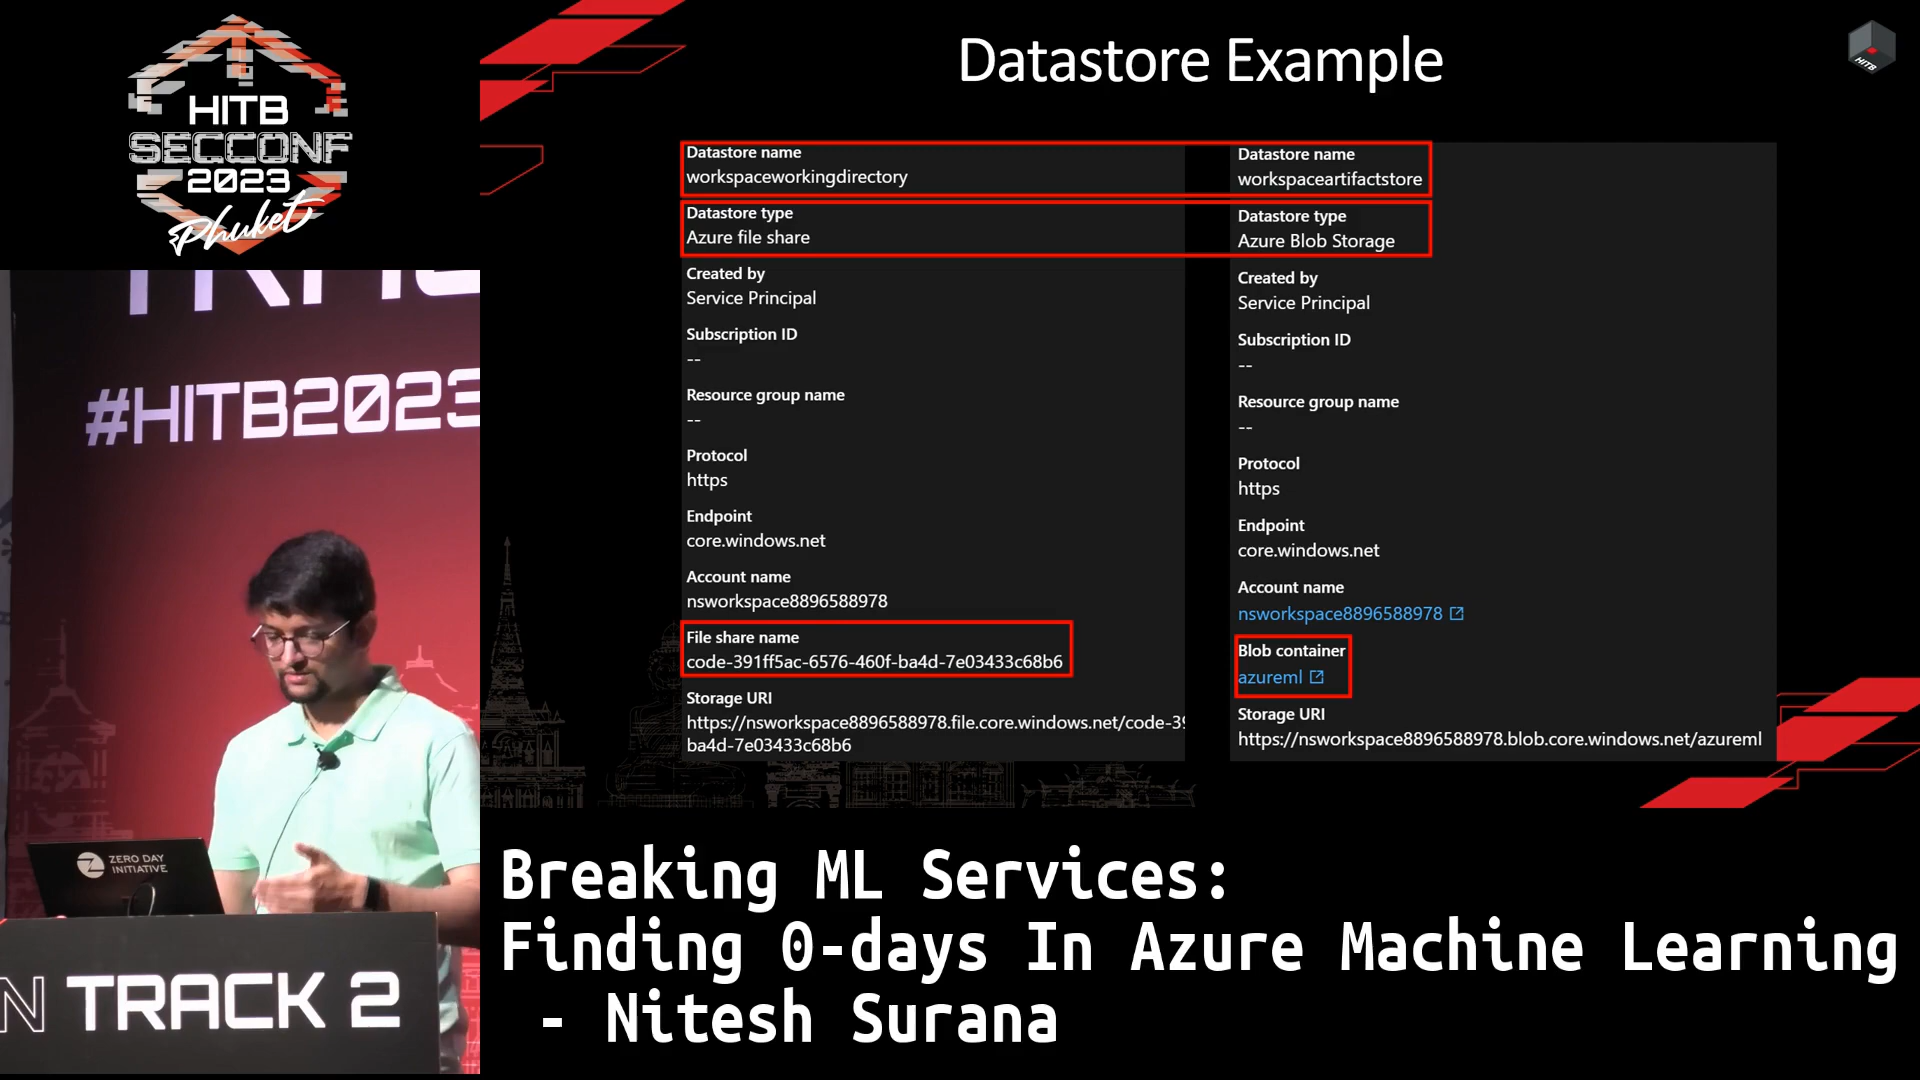 HITB
SECCONF
2023
Phuket
#HITB2023
ZERO DAY
INITIATIVE
N TRACK 2
Datastore Example
HITB
Datastore name
workspaceworkingdirectory
Datastore type
Azure file share
Created by
Service Principal
Subscription ID
--
Resource group name
--
Protocol
https
Endpoint
core.windows.net
Account name
nsworkspace8896588978
File share name
code-391ff5ac-6576-460f-ba4d-7e03433c68b6
Storage URI
https://nsworkspace8896588978.file.core.windows.net/code-39
ba4d-7e03433c68b6
Datastore name
workspaceartifactstore
Datastore type
Azure Blob Storage
Created by
Service Principal
Subscription ID
--
Resource group name
--
Protocol
https
Endpoint
core.windows.net
Account name
nsworkspace8896588978
Blob container
azureml
Storage URI
https://nsworkspace8896588978.blob.core.windows.net/azureml
Breaking ML Services:
Finding 0-days In Azure Machine Learning
- Nitesh Surana